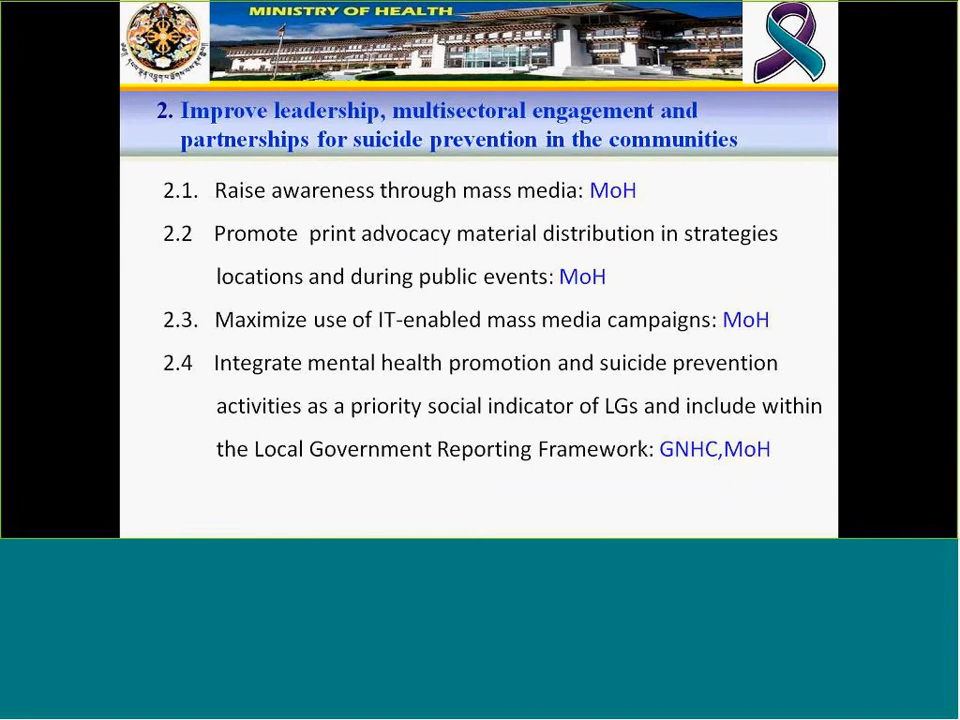 MINISTRY OF HEALTH
2. Improve leadership, multisectoral engagement and
partnerships for suicide prevention in the communities
2.1. Raise awareness through mass media: MoH
2.2 Promote print advocacy material distribution in strategies
locations and during public events: MoH
2.3. Maximize use of IT-enabled mass media campaigns: MoH
2.4 Integrate mental health promotion and suicide prevention
activities as a priority social indicator of LGs and include within
the Local Government Reporting Framework: GNHC,MoH